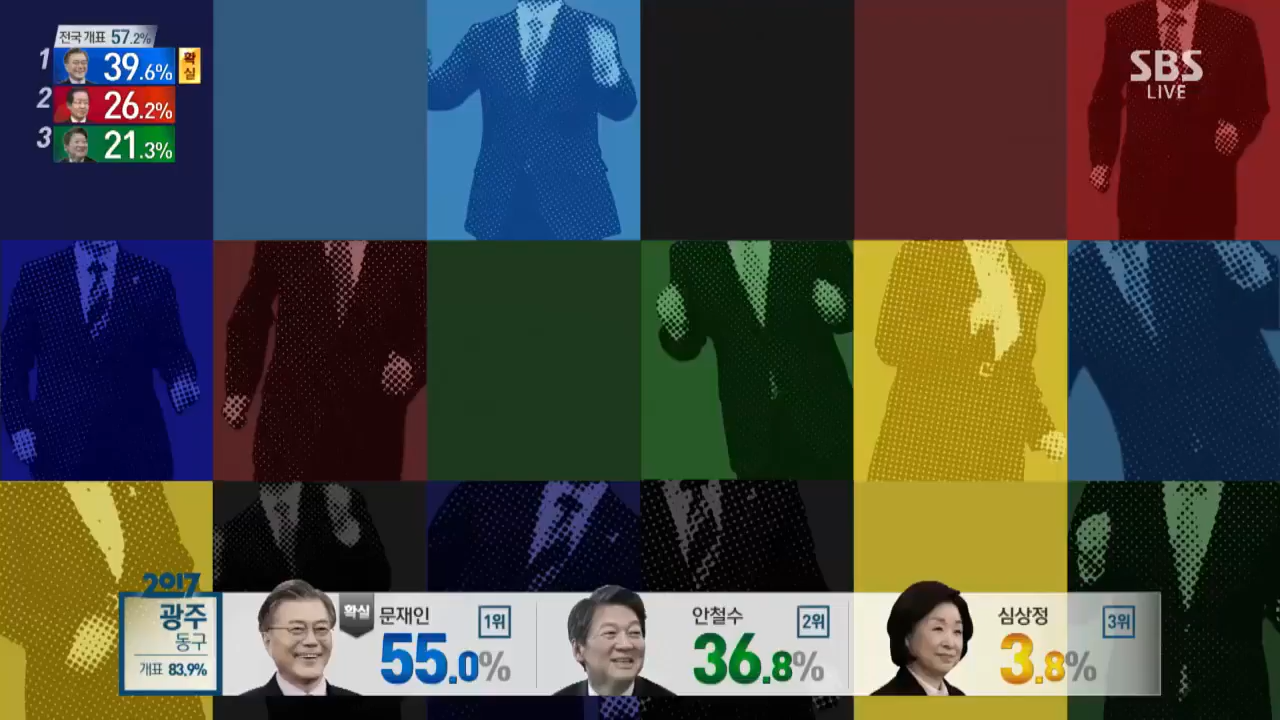 전국 개표 57.2%
1 39.6% 확실
2 26.2%
3 21.3%
SBS
LIVE
2017
광주
동구
개표 83.9%
확실 문재인 1위
55.0%
안철수 2위
36.8%
심상정 3위
3.8%